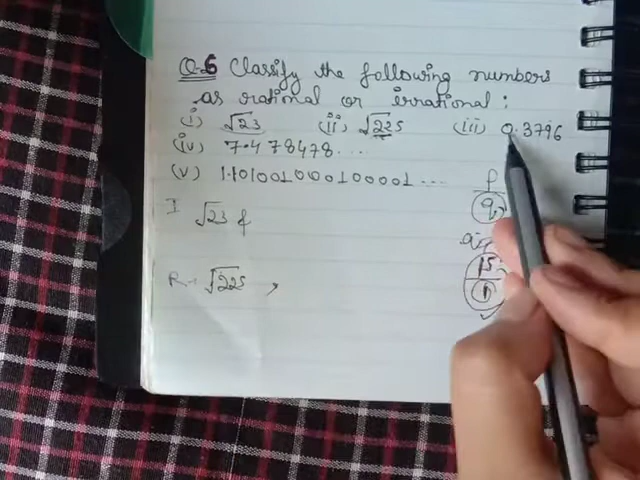 Q.6 Classify the following numbers
as rational or irrational :
(i) √23 (ii) √225 (iii) 0.3796
(iv) 7.478478....
(v) 1.101001000100001....
p
q
I √23 &
15
1
R → √225 ,